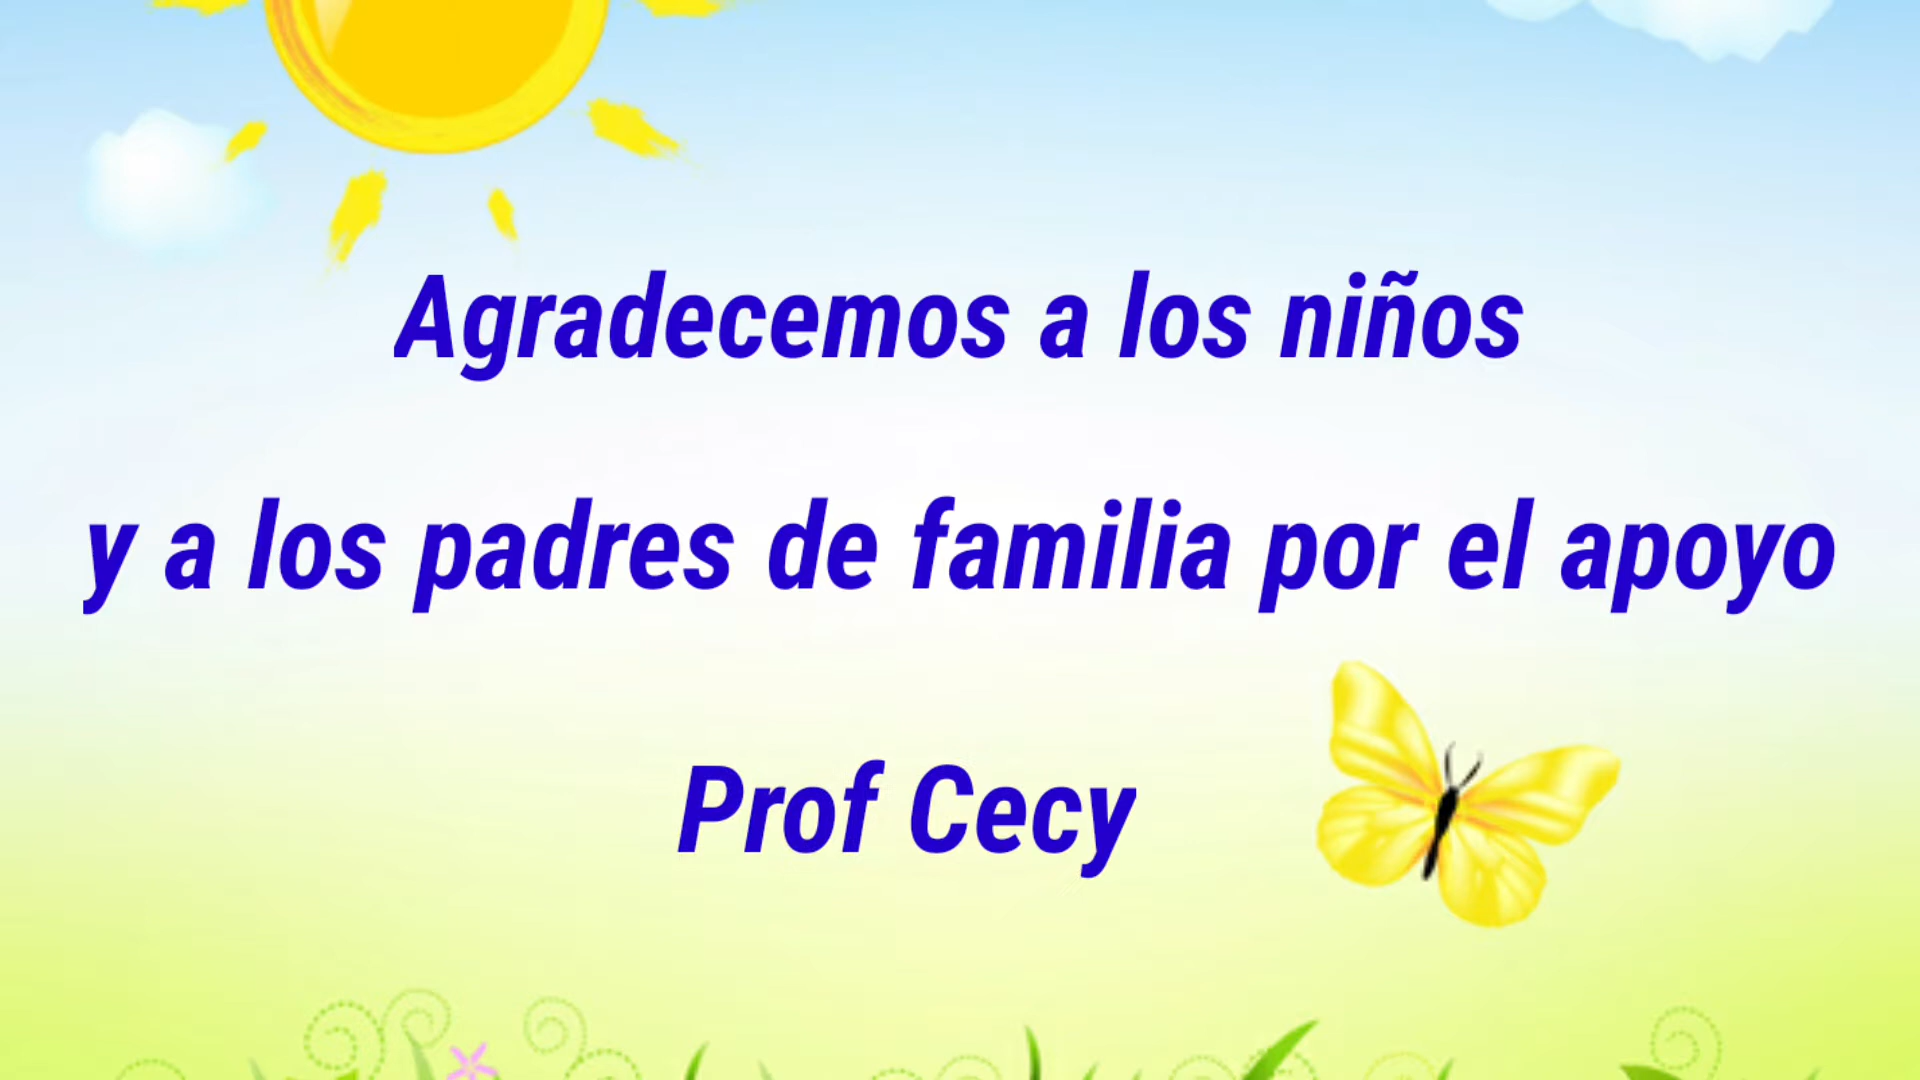 Agradecemos a los niños
y a los padres de familia por el apoyo
Prof Cecy